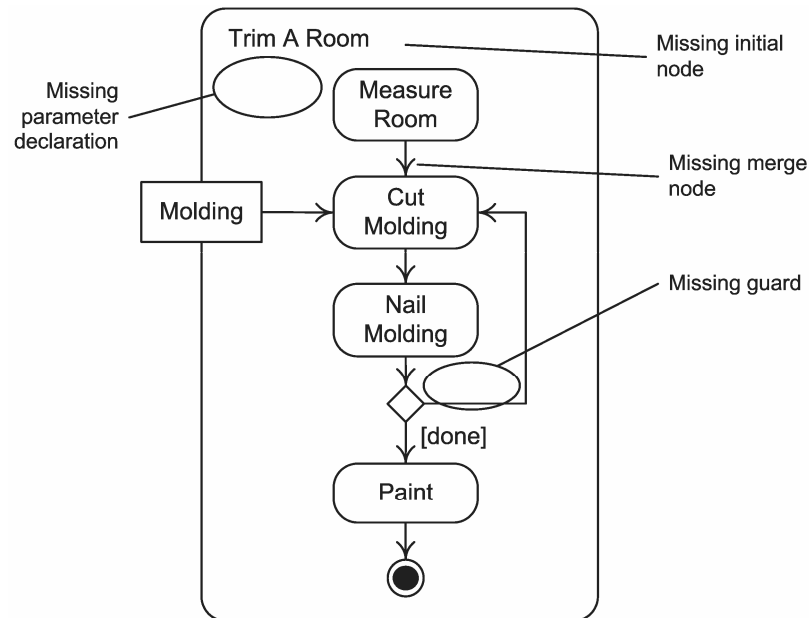 Trim A Room
Missing initial
node
Missing
parameter
declaration
Measure
Room
Missing merge
node
Molding
Cut
Molding
Missing guard
Nail
Molding
[done]
Paint